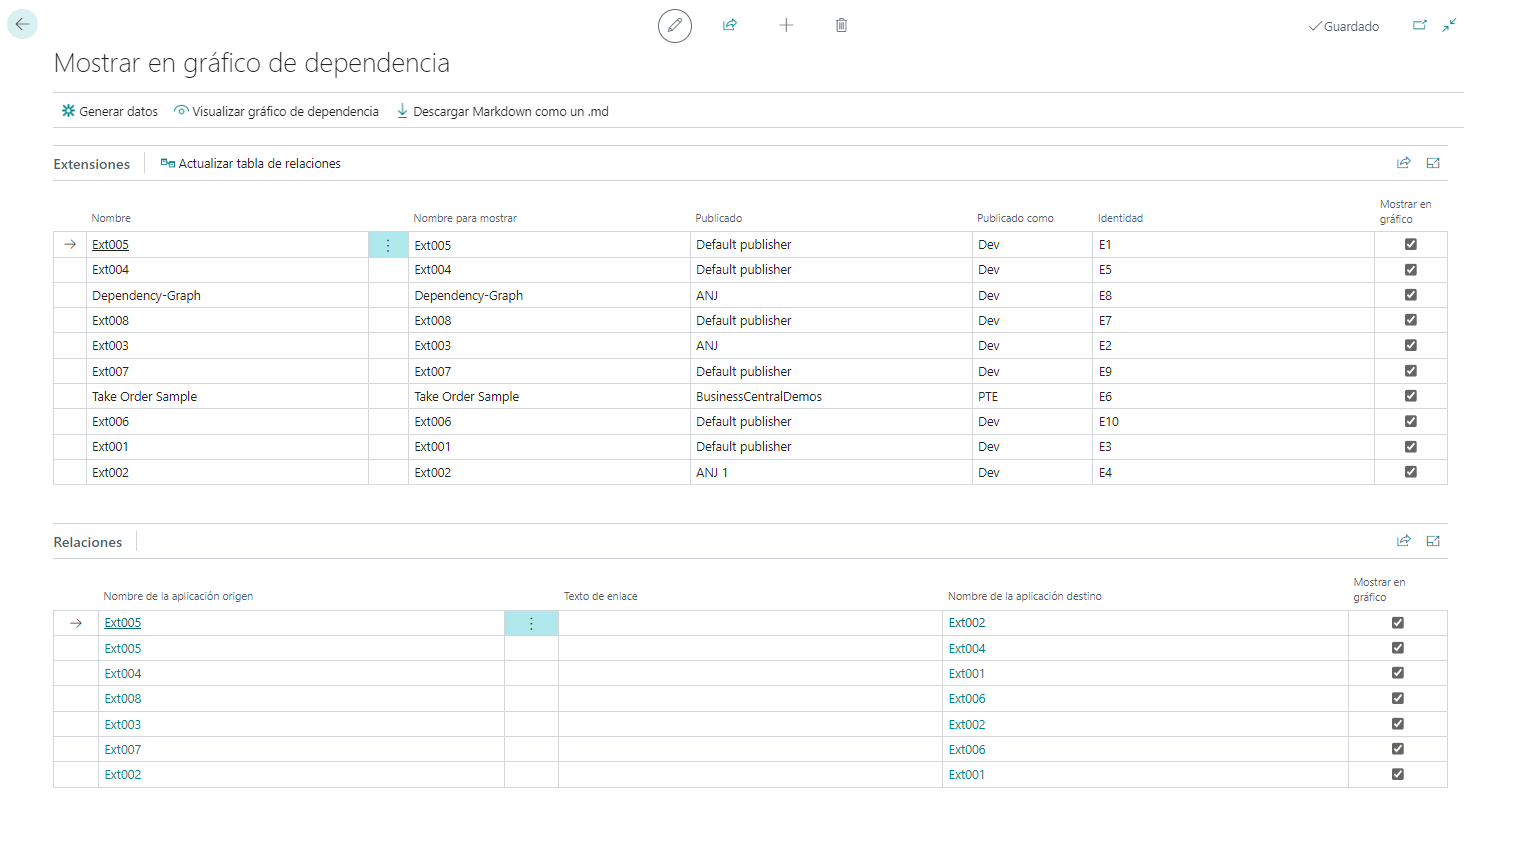 Guardado
Mostrar en gráfico de dependencia
Generar datos Visualizar gráfico de dependencia Descargar Markdown como un .md
Extensiones Actualizar tabla de relaciones
Nombre Nombre para mostrar Publicado Publicado como Identidad Mostrar en gráfico
Ext005 Ext005 Default publisher Dev E1
Ext004 Ext004 Default publisher Dev E5
Dependency-Graph Dependency-Graph ANJ Dev E8
Ext008 Ext008 Default publisher Dev E7
Ext003 Ext003 ANJ Dev E2
Ext007 Ext007 Default publisher Dev E9
Take Order Sample Take Order Sample BusinessCentralDemos PTE E6
Ext006 Ext006 Default publisher Dev E10
Ext001 Ext001 Default publisher Dev E3
Ext002 Ext002 ANJ 1 Dev E4
Relaciones
Nombre de la aplicación origen Texto de enlace Nombre de la aplicación destino Mostrar en gráfico
Ext005 Ext002
Ext005 Ext004
Ext004 Ext001
Ext008 Ext006
Ext003 Ext002
Ext007 Ext006
Ext002 Ext001